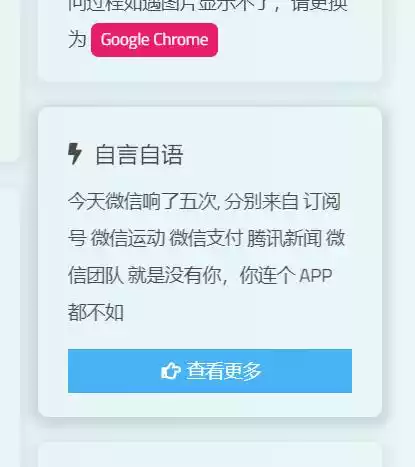 问过程如遇图片显示不了，请更换
为 Google Chrome
自言自语
今天微信响了五次, 分别来自 订阅
号 微信运动 微信支付 腾讯新闻 微
信团队 就是没有你，你连个 APP
都不如
查看更多